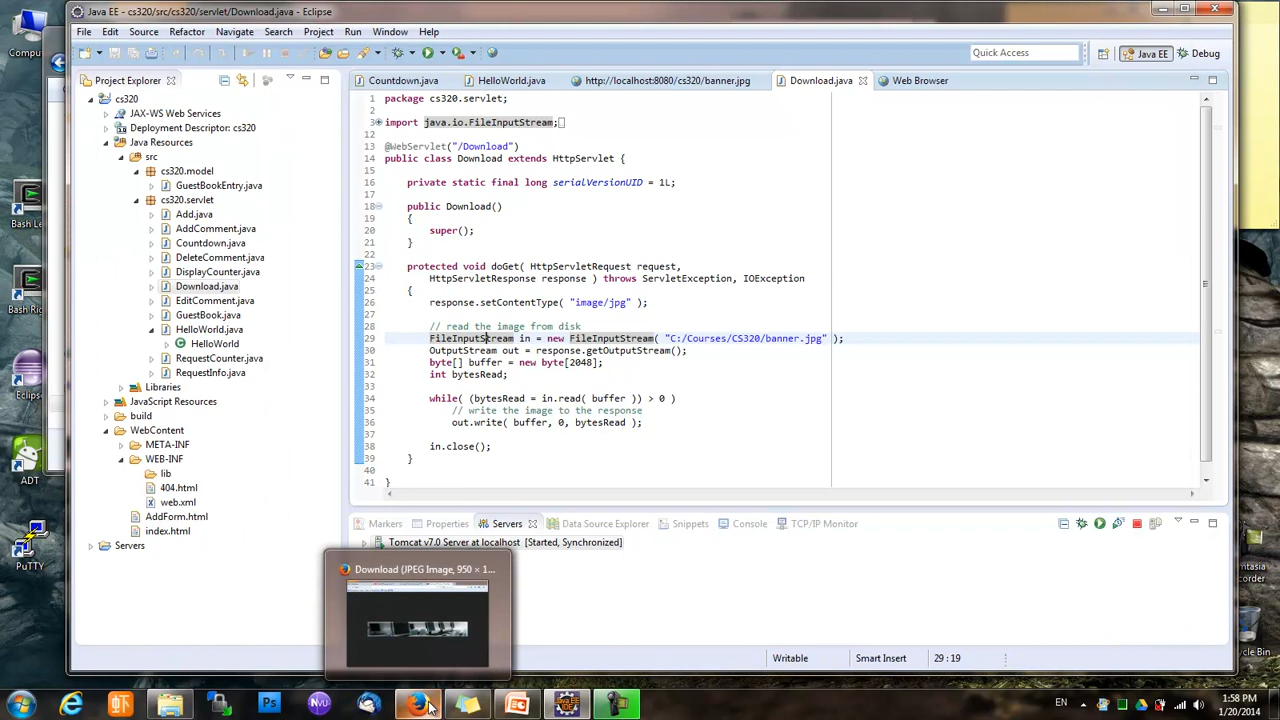 Java EE - cs320/src/cs320/servlet/Download.java - Eclipse
File Edit Source Refactor Navigate Search Project Run Window Help
Quick Access
Java EE
Debug
Project Explorer
cs320
JAX-WS Web Services
Deployment Descriptor: cs320
Java Resources
src
cs320.model
GuestBookEntry.java
cs320.servlet
Add.java
AddComment.java
Countdown.java
DeleteComment.java
DisplayCounter.java
Download.java
EditComment.java
GuestBook.java
HelloWorld.java
HelloWorld
RequestCounter.java
RequestInfo.java
Libraries
JavaScript Resources
build
WebContent
META-INF
WEB-INF
lib
404.html
web.xml
AddForm.html
index.html
Servers
Countdown.java HelloWorld.java http://localhost:8080/cs320/banner.jpg Download.java Web Browser
1 package cs320.servlet;
2
3 import java.io.FileInputStream;
12
13 @WebServlet("/Download")
14 public class Download extends HttpServlet {
15
16 private static final long serialVersionUID = 1L;
17
18 public Download()
19 {
20 super();
21 }
22
23 protected void doGet( HttpServletRequest request,
24 HttpServletResponse response ) throws ServletException, IOException
25 {
26 response.setContentType( "image/jpg" );
27
28 // read the image from disk
29 FileInputStream in = new FileInputStream( "C:/Courses/CS320/banner.jpg" );
30 OutputStream out = response.getOutputStream();
31 byte[] buffer = new byte[2048];
32 int bytesRead;
33
34 while( (bytesRead = in.read( buffer )) > 0 )
35 // write the image to the response
36 out.write( buffer, 0, bytesRead );
37
38 in.close();
39 }
40
41 }
Markers Properties Servers Data Source Explorer Snippets Console TCP/IP Monitor
Tomcat v7.0 Server at localhost [Started, Synchronized]
Download (JPEG Image, 950 × 1...
Writable Smart Insert 29 : 19
Bash
Bash
Eclips
ADT
PuTTY
EN
1:58 PM
1/20/2014